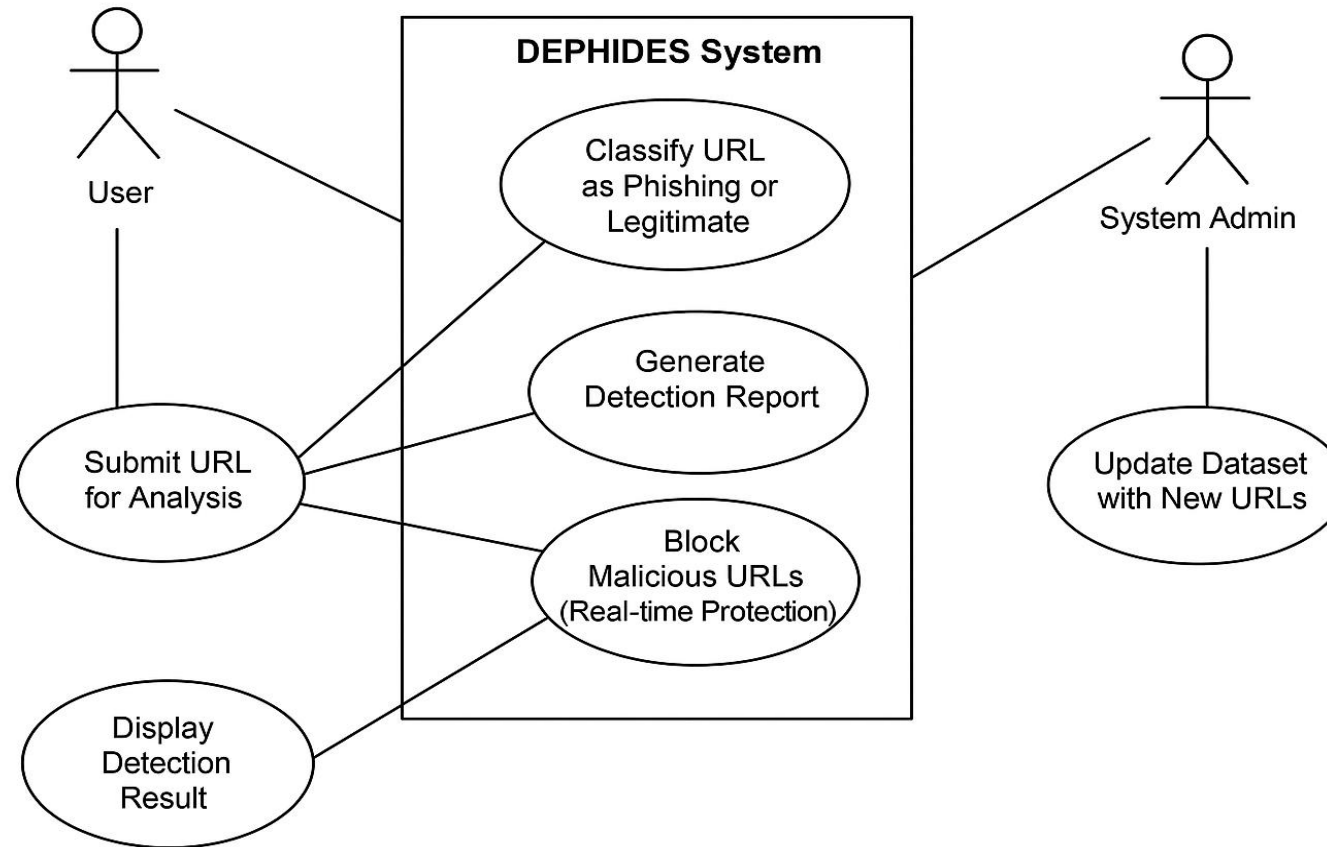 DEPHIDES System
User
System Admin
Classify URL
as Phishing or
Legitimate
Generate
Detection Report
Submit URL
for Analysis
Update Dataset
with New URLs
Block
Malicious URLs
(Real-time Protection)
Display
Detection
Result